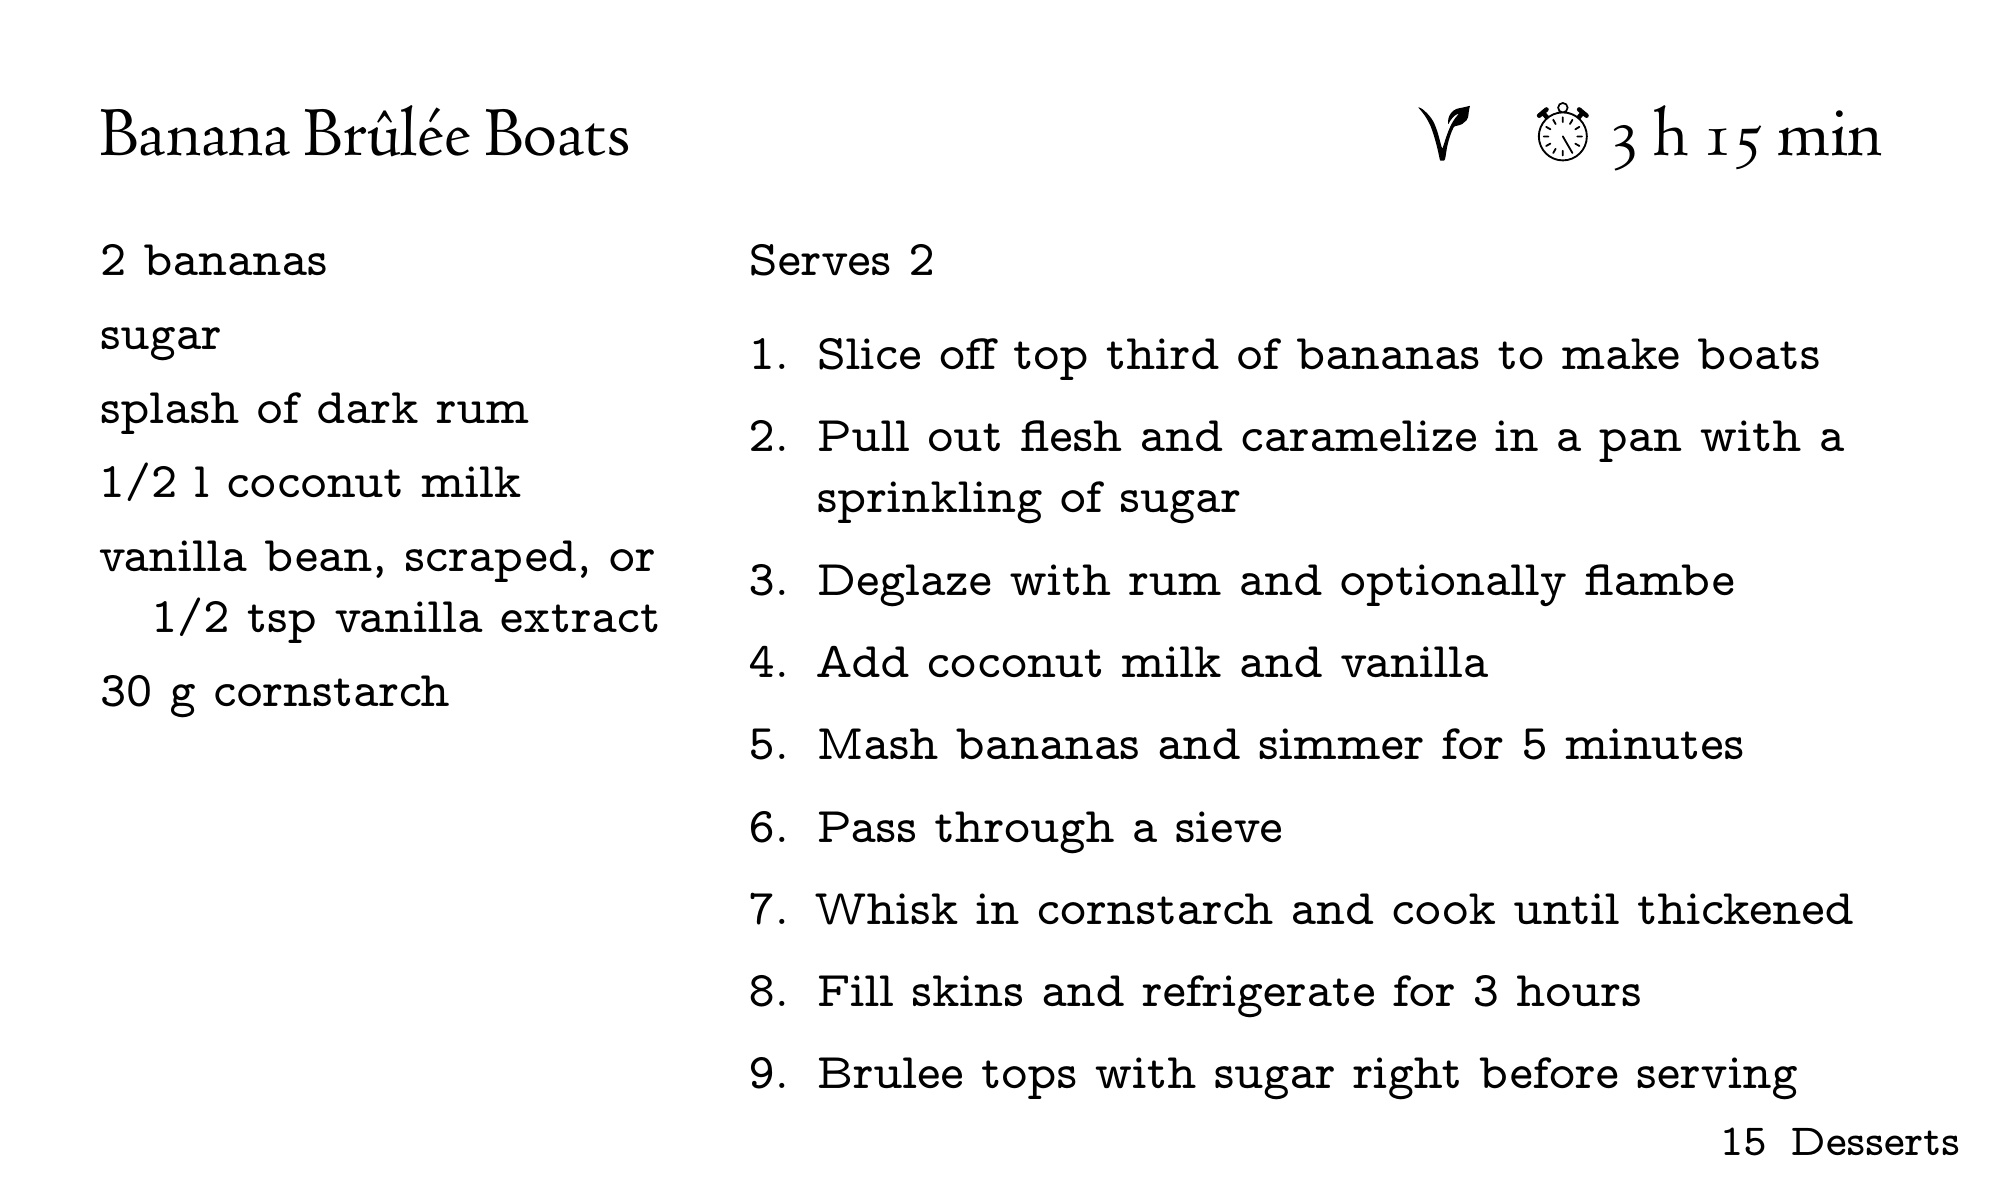 Banana Brûlée Boats
3 h 15 min
2 bananas
sugar
splash of dark rum
1/2 l coconut milk
vanilla bean, scraped, or
1/2 tsp vanilla extract
30 g cornstarch
Serves 2
1. Slice off top third of bananas to make boats
2. Pull out flesh and caramelize in a pan with a
sprinkling of sugar
3. Deglaze with rum and optionally flambe
4. Add coconut milk and vanilla
5. Mash bananas and simmer for 5 minutes
6. Pass through a sieve
7. Whisk in cornstarch and cook until thickened
8. Fill skins and refrigerate for 3 hours
9. Brulee tops with sugar right before serving
15 Desserts